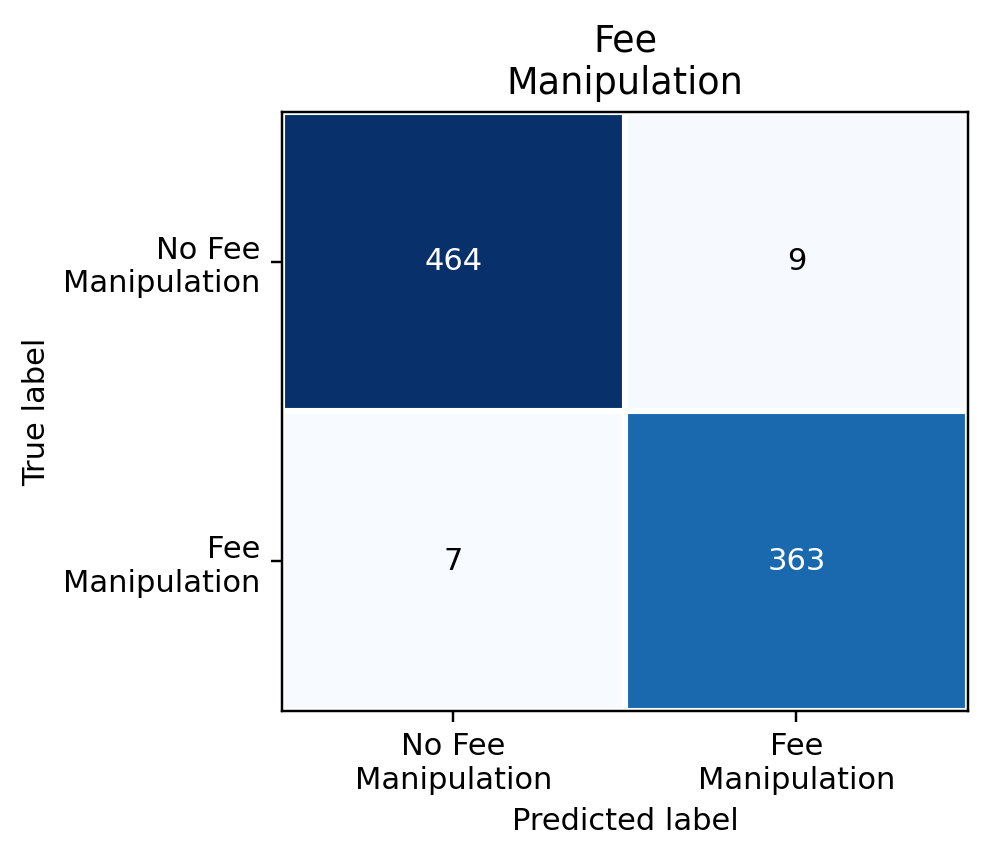 Fee
Manipulation
No Fee
Manipulation
464
9
True label
Fee
Manipulation
7
363
No Fee
Manipulation
Fee
Manipulation
Predicted label